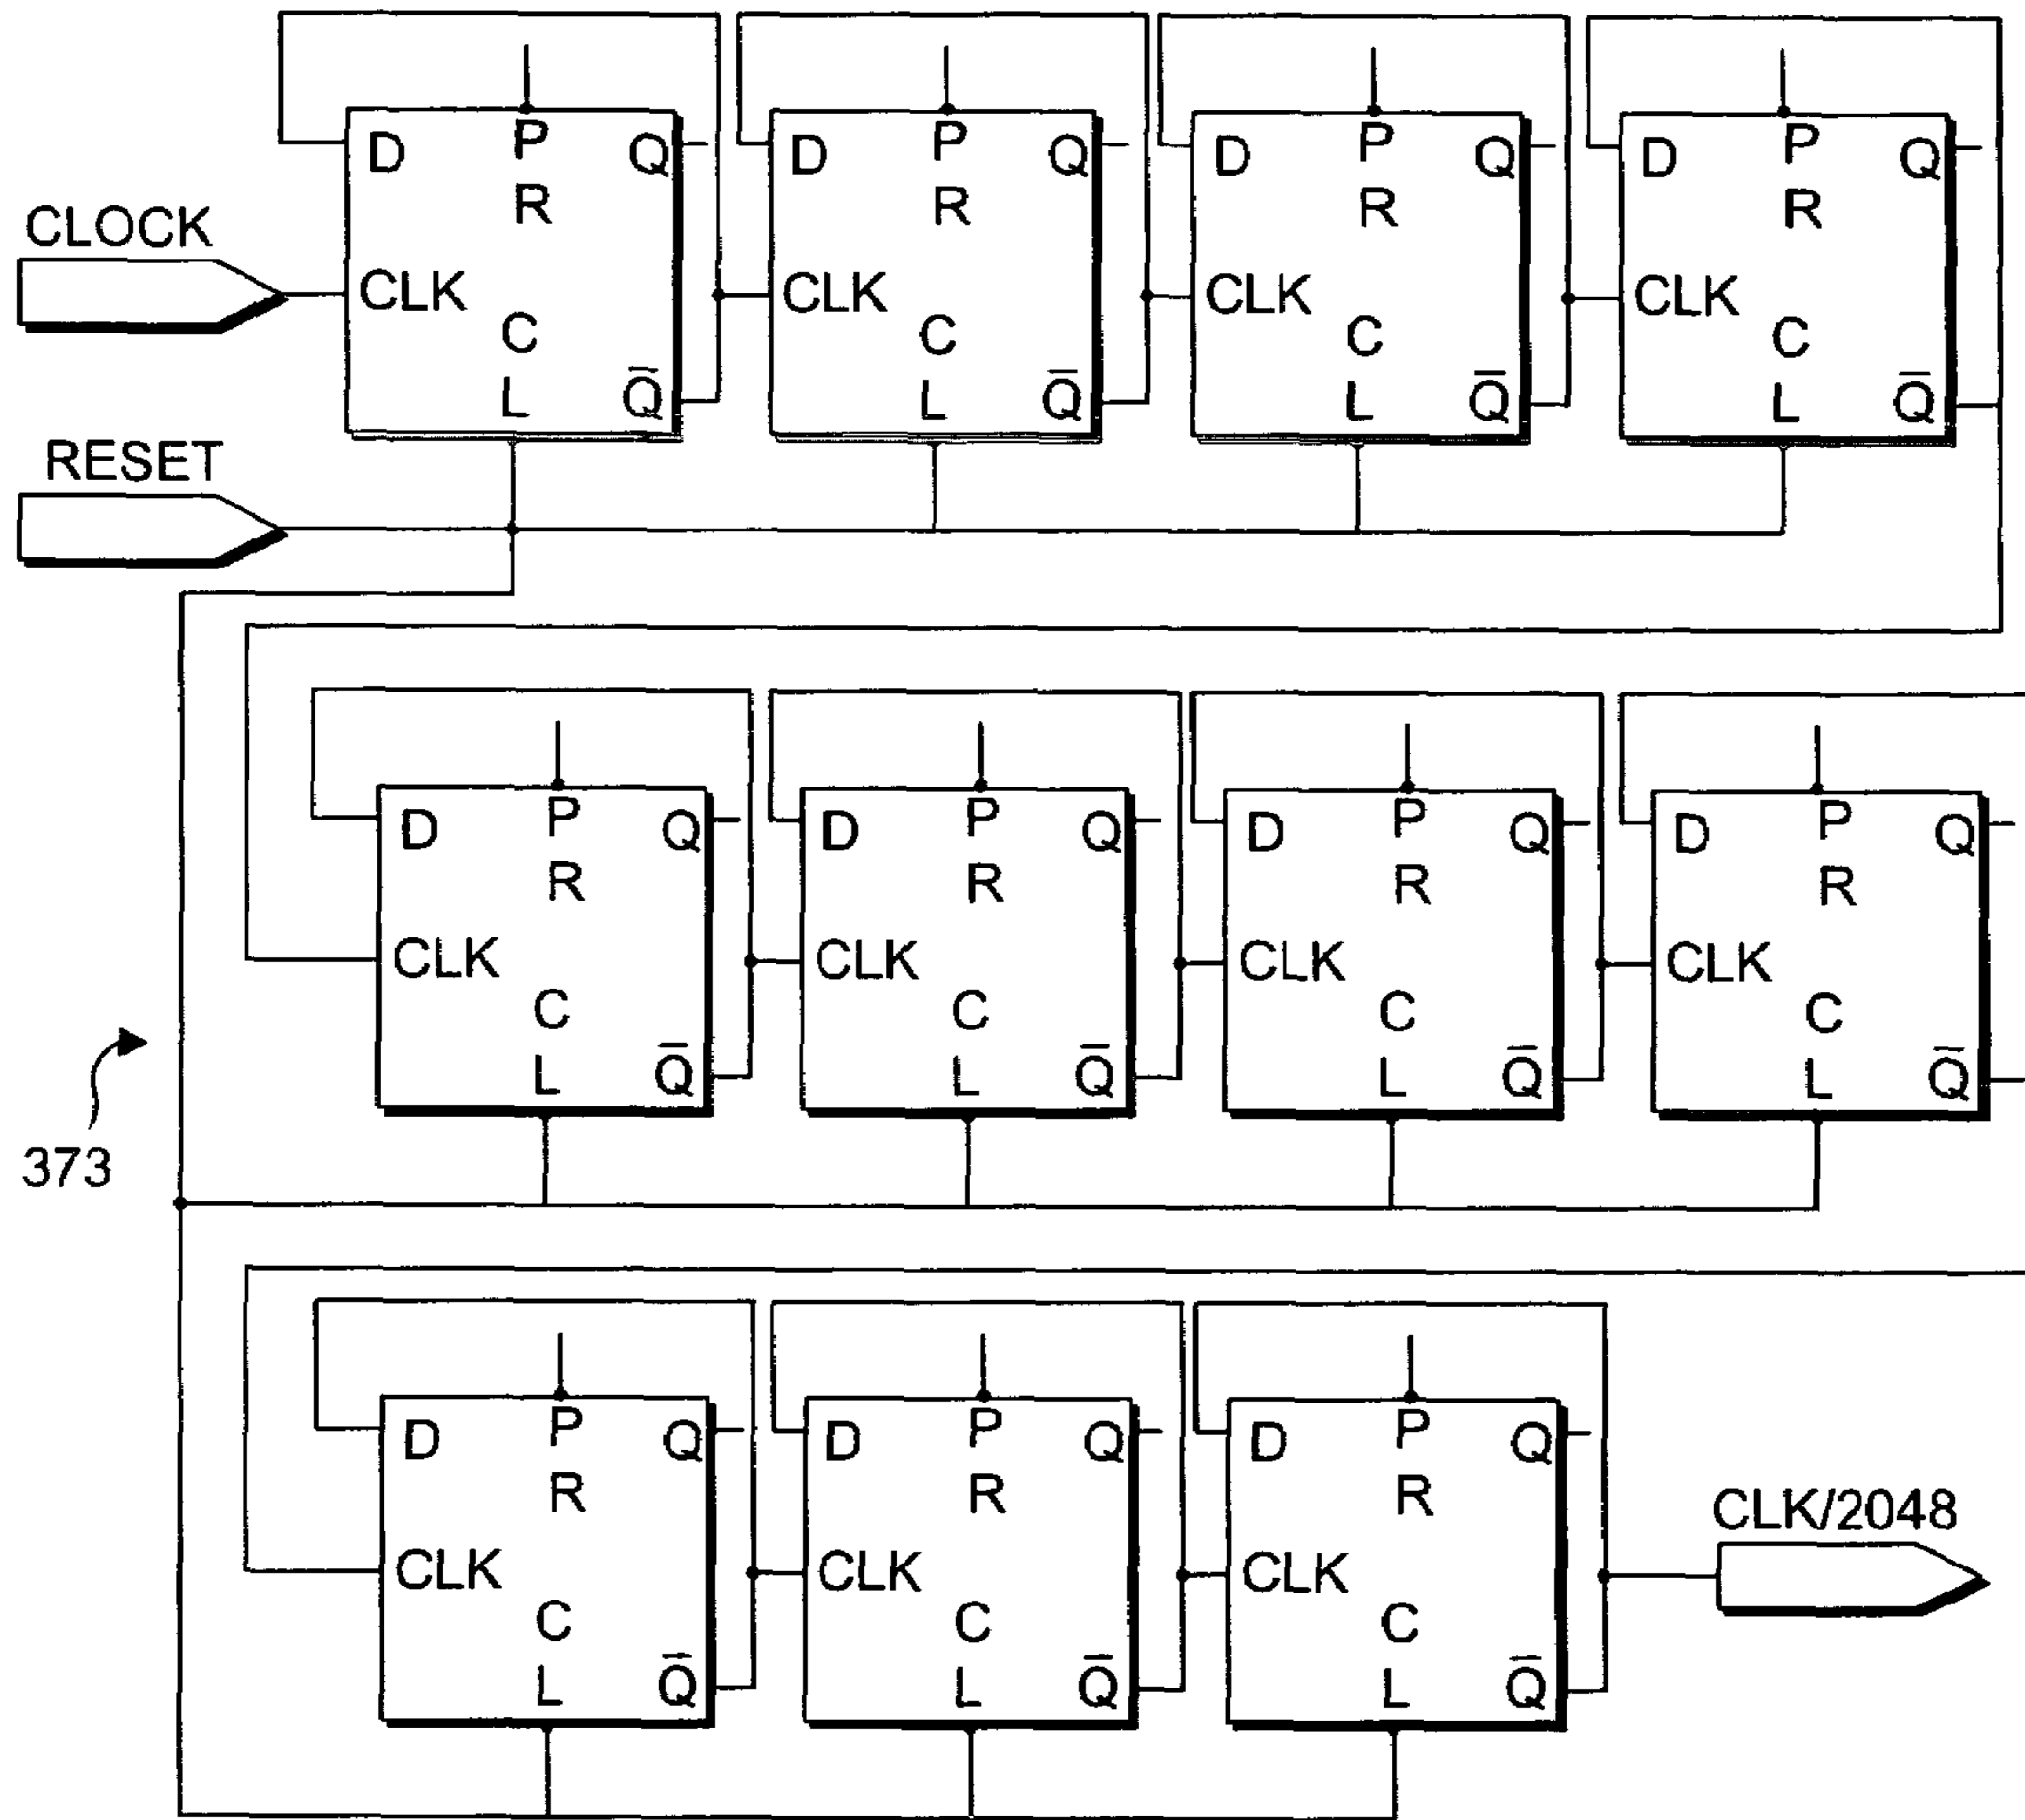 D P Q D P Q D P Q D P Q
R R R R
CLOCK
CLK CLK CLK CLK
C C C C
L Q̅ L Q̅ L Q̅ L Q̅
RESET
D P Q D P Q D P Q D P Q
R R R R
CLK CLK CLK CLK
C C C C
L Q̅ L Q̅ L Q̅ L Q̅
373
D P Q D P Q D P Q
R R R
CLK/2048
CLK CLK CLK
C C C
L Q̅ L Q̅ L Q̅